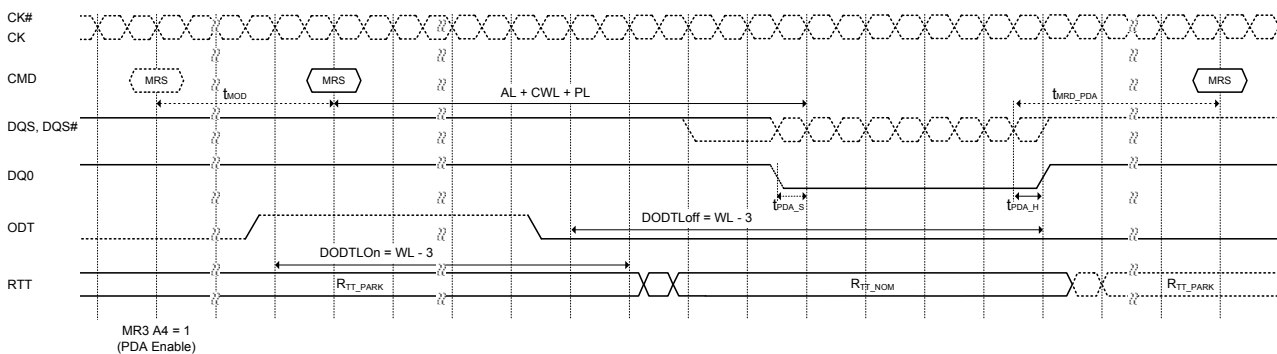 CK#
CK
CMD
MRS
MRS
MRS
tMOD
AL + CWL + PL
tMRD_PDA
DQS, DQS#
DQ0
tPDA_S
tPDA_H
ODT
DODTLoff = WL - 3
DODTLOn = WL - 3
RTT
RTT_PARK
RTT_NOM
RTT_PARK
MR3 A4 = 1
(PDA Enable)